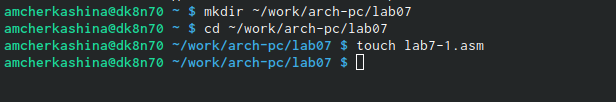 amcherkashina@dk8n70 ~ $ mkdir ~/work/arch-pc/lab07
amcherkashina@dk8n70 ~ $ cd ~/work/arch-pc/lab07
amcherkashina@dk8n70 ~/work/arch-pc/lab07 $ touch lab7-1.asm
amcherkashina@dk8n70 ~/work/arch-pc/lab07 $